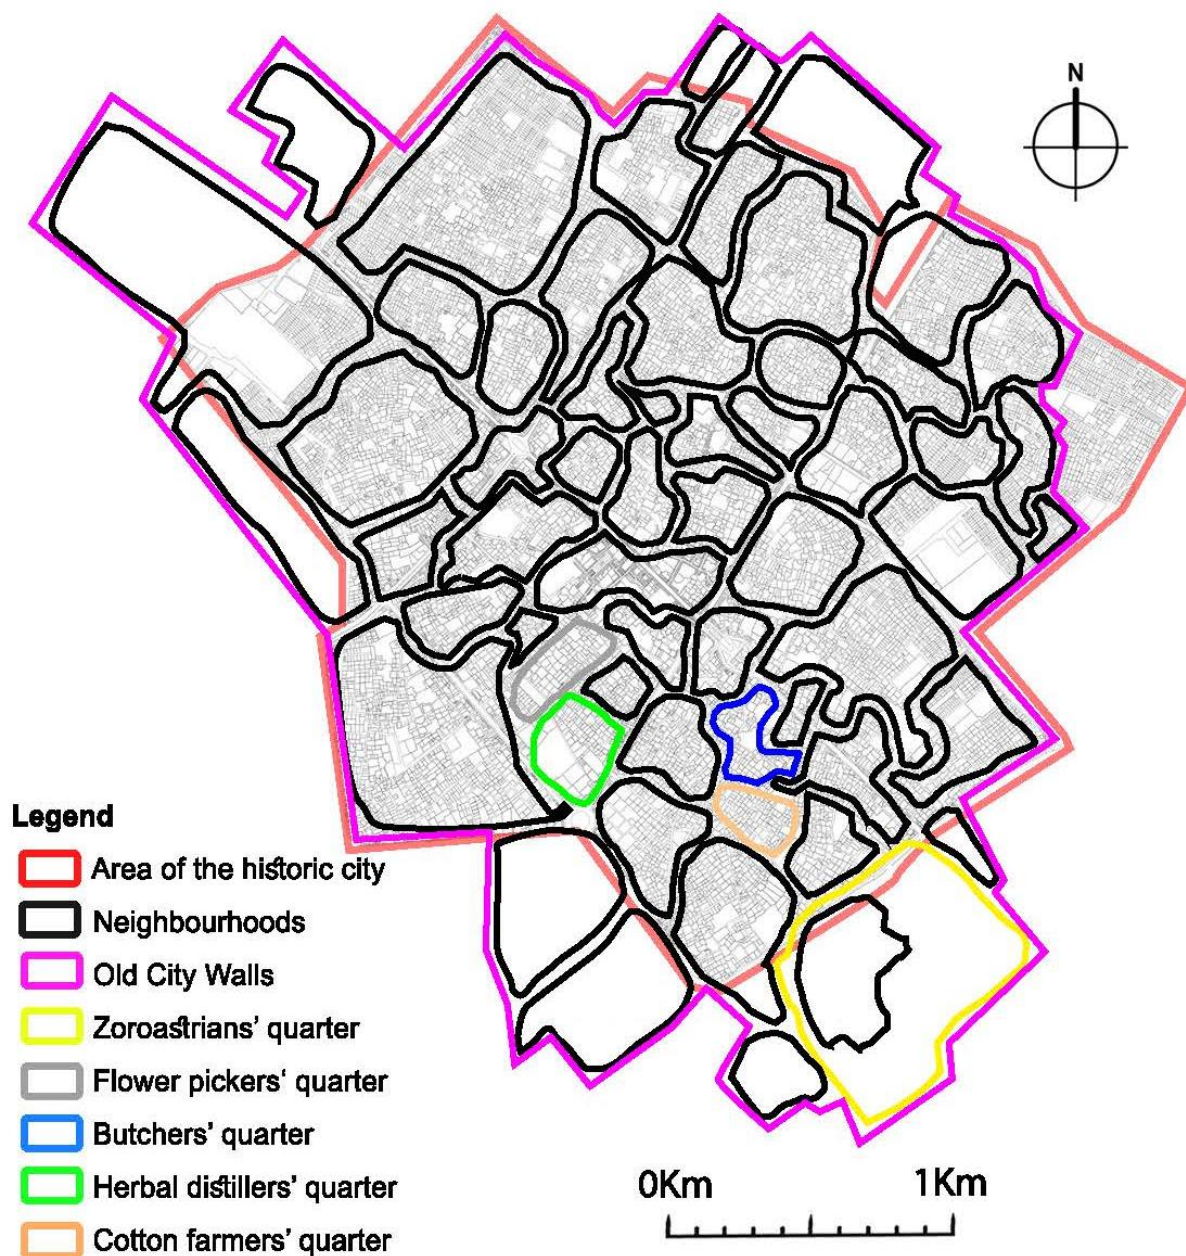 N
Legend
Area of the historic city
Neighbourhoods
Old City Walls
Zoroastrians' quarter
Flower pickers' quarter
Butchers' quarter
Herbal distillers' quarter
Cotton farmers' quarter
0Km 1Km